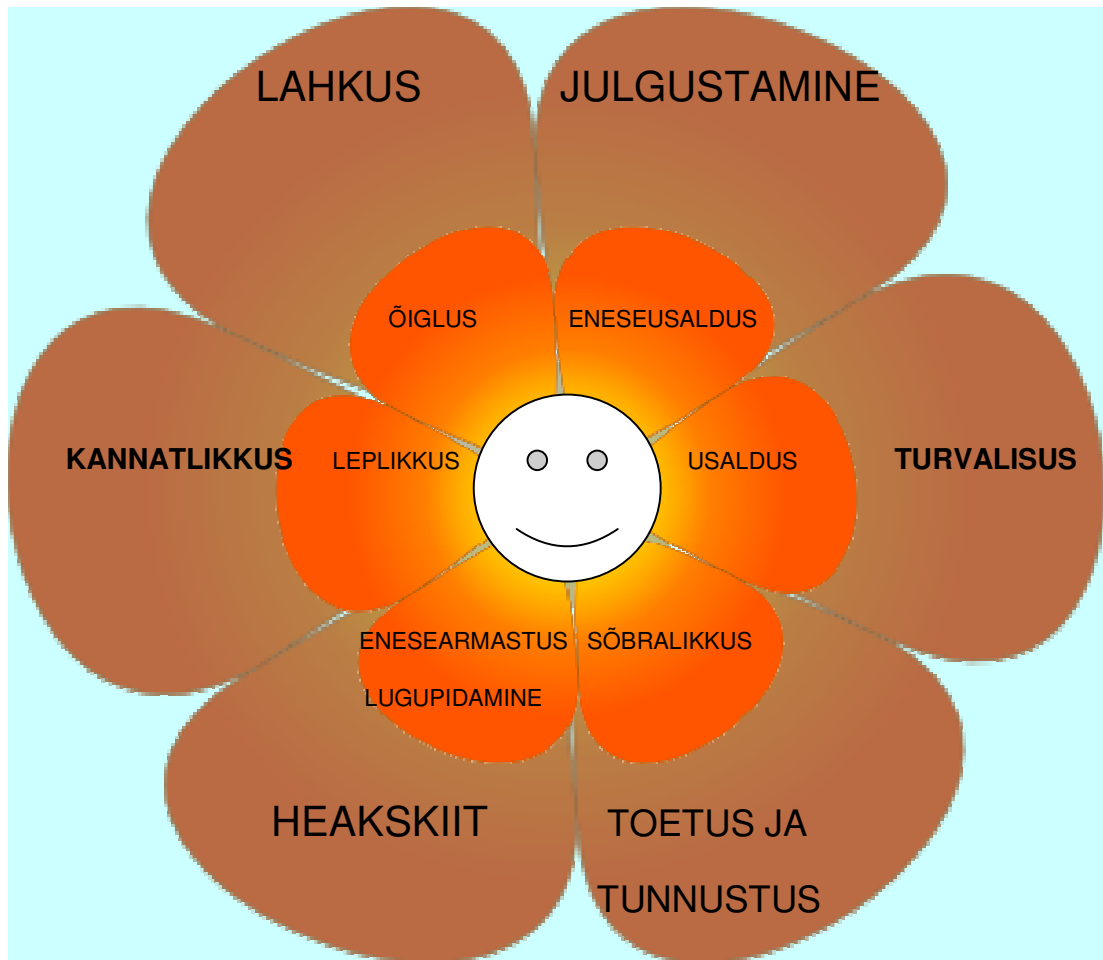 LAHKUS
JULGUSTAMINE
ÕIGLUS
ENESEUSALDUS
KANNATLIKKUS
LEPLIKKUS
USALDUS
TURVALISUS
ENESEARMASTUS
LUGUPIDAMINE
SÕBRALIKKUS
HEAKSKIIT
TOETUS JA
TUNNUSTUS